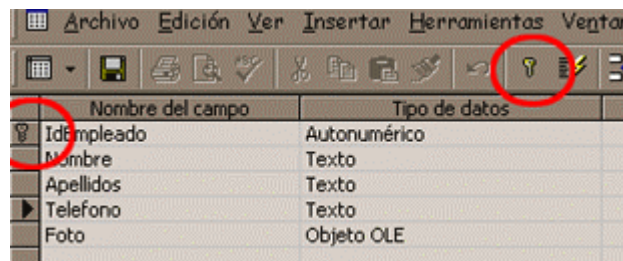 Archivo Edición Ver Insertar Herramientas Venta
ABC
Nombre del campo Tipo de datos
IdEmpleado Autonumérico
Nombre Texto
Apellidos Texto
Telefono Texto
Foto Objeto OLE